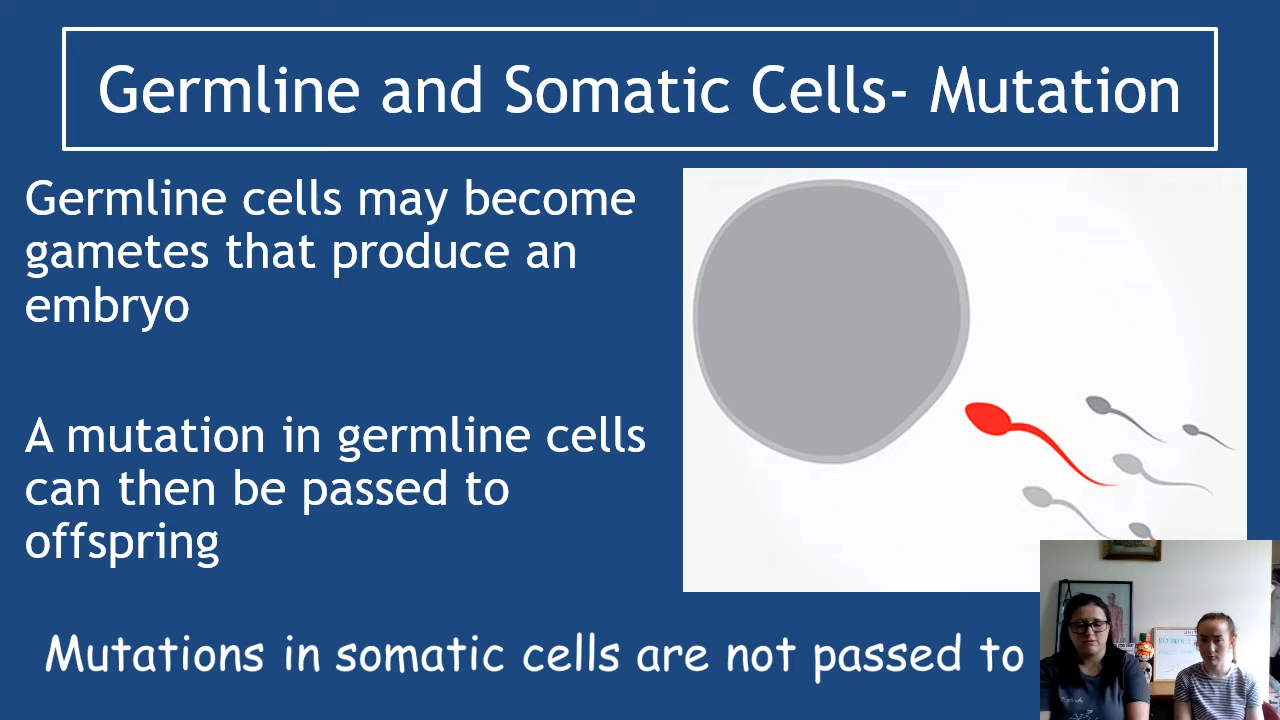 Germline and Somatic Cells- Mutation
Germline cells may become
gametes that produce an
embryo
A mutation in germline cells
can then be passed to
offspring
Mutations in somatic cells are not passed to